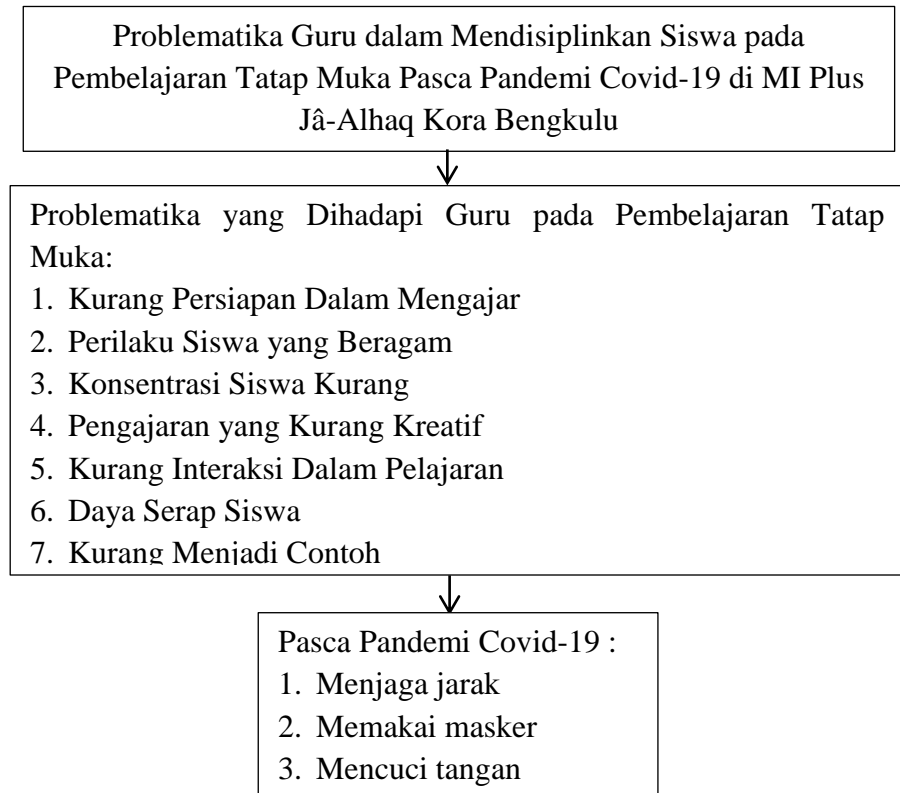 Problematika Guru dalam Mendisiplinkan Siswa pada
Pembelajaran Tatap Muka Pasca Pandemi Covid-19 di MI Plus
Jâ-Alhaq Kora Bengkulu
Problematika yang Dihadapi Guru pada Pembelajaran Tatap
Muka:
1. Kurang Persiapan Dalam Mengajar
2. Perilaku Siswa yang Beragam
3. Konsentrasi Siswa Kurang
4. Pengajaran yang Kurang Kreatif
5. Kurang Interaksi Dalam Pelajaran
6. Daya Serap Siswa
7. Kurang Menjadi Contoh
Pasca Pandemi Covid-19 :
1. Menjaga jarak
2. Memakai masker
3. Mencuci tangan